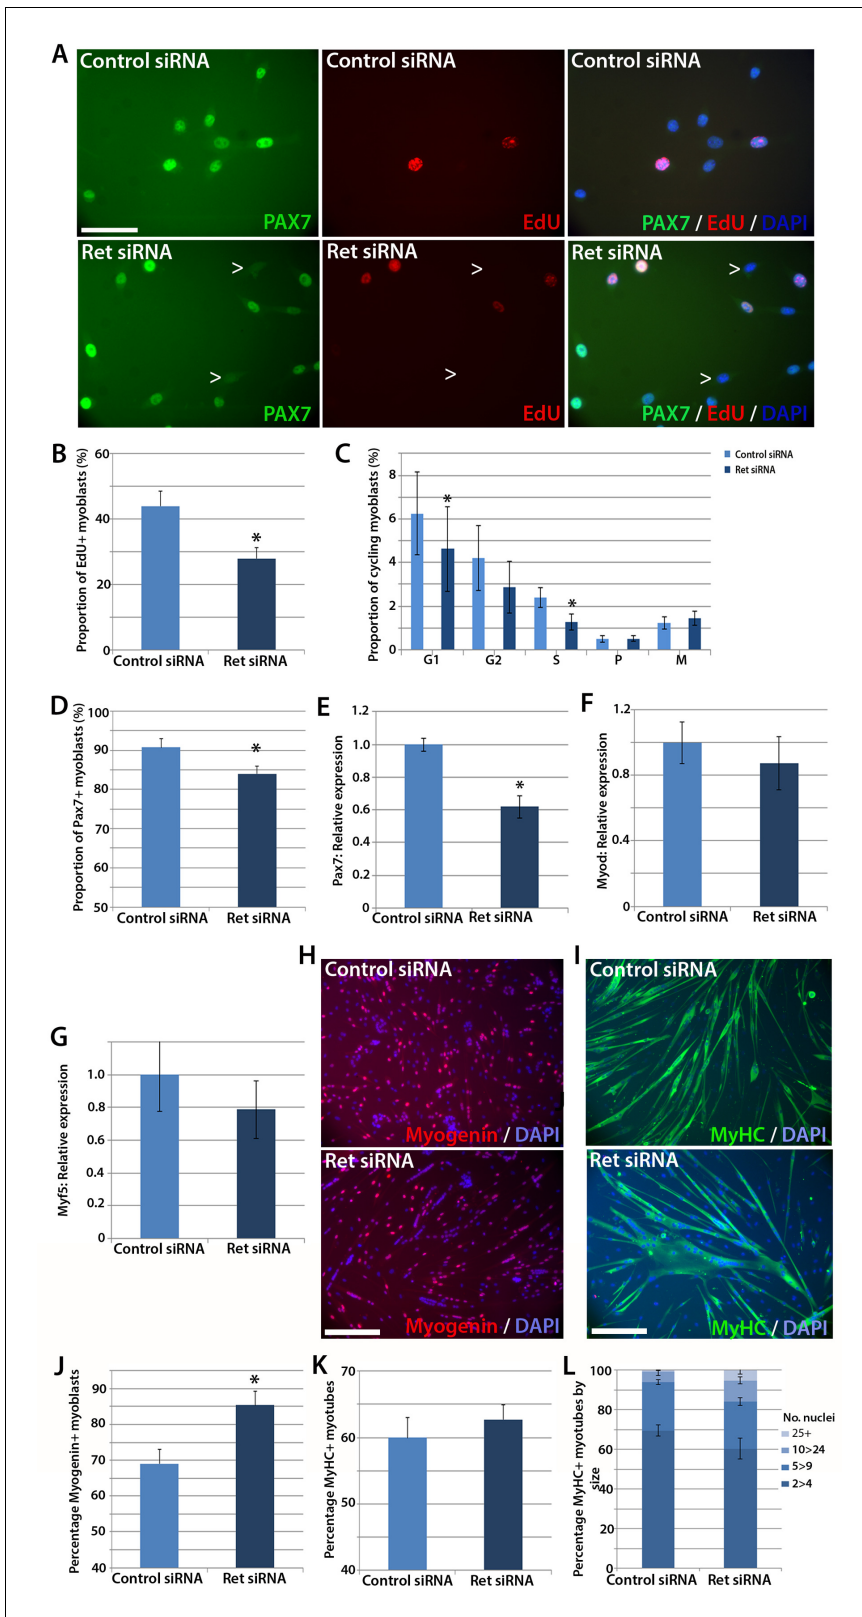 A
Control siRNA
Control siRNA
Control siRNA
PAX7
EdU
PAX7 / EdU / DAPI
Ret siRNA
Ret siRNA
Ret siRNA
>
>
>
>
>
>
PAX7
EdU
PAX7 / EdU / DAPI
B
Proportion of EdU+ myoblasts (%)
60
40
20
0
*
Control siRNA
Ret siRNA
C
Proportion of cycling myoblasts (%)
8
6
4
2
0
*
*
G1
G2
S
P
M
Control siRNA
Ret siRNA
D
Proportion of Pax7+ myoblasts (%)
100
90
80
70
60
50
*
Control siRNA
Ret siRNA
E
Pax7: Relative expression
1.2
1.0
0.8
0.6
0.4
0.2
0
*
Control siRNA
Ret siRNA
F
Myod: Relative expression
1.2
0.8
0.4
0
Control siRNA
Ret siRNA
G
Myf5: Relative expression
1.0
0.8
0.6
0.4
0.2
0
Control siRNA
Ret siRNA
H
Control siRNA
Myogenin / DAPI
Ret siRNA
Myogenin / DAPI
I
Control siRNA
MyHC / DAPI
Ret siRNA
MyHC / DAPI
J
Percentage Myogenin+ myoblasts
90
80
70
60
50
40
*
Control siRNA
Ret siRNA
K
Percentage MyHC+ myotubes
70
60
50
40
Control siRNA
Ret siRNA
L
Percentage MyHC+ myotubes by
size
100
80
60
40
20
0
Control siRNA
Ret siRNA
No. nuclei
25+
10>24
5>9
2>4